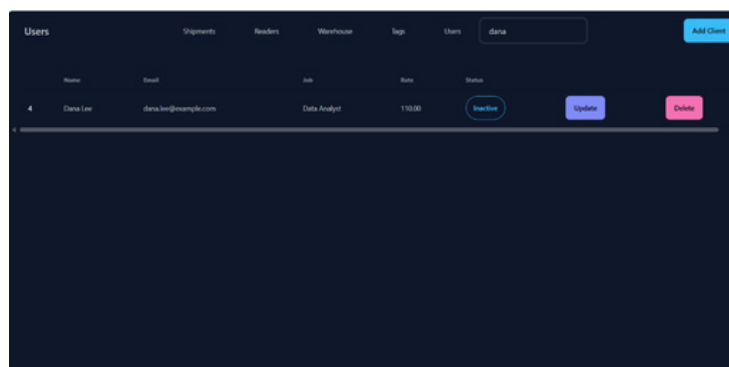 Users Shipments Readers Warehouse Tags Users dana Add Client
Name Email Job Rate Status
4 Dana Lee dana.lee@example.com Data Analyst 110.00 Inactive Update Delete